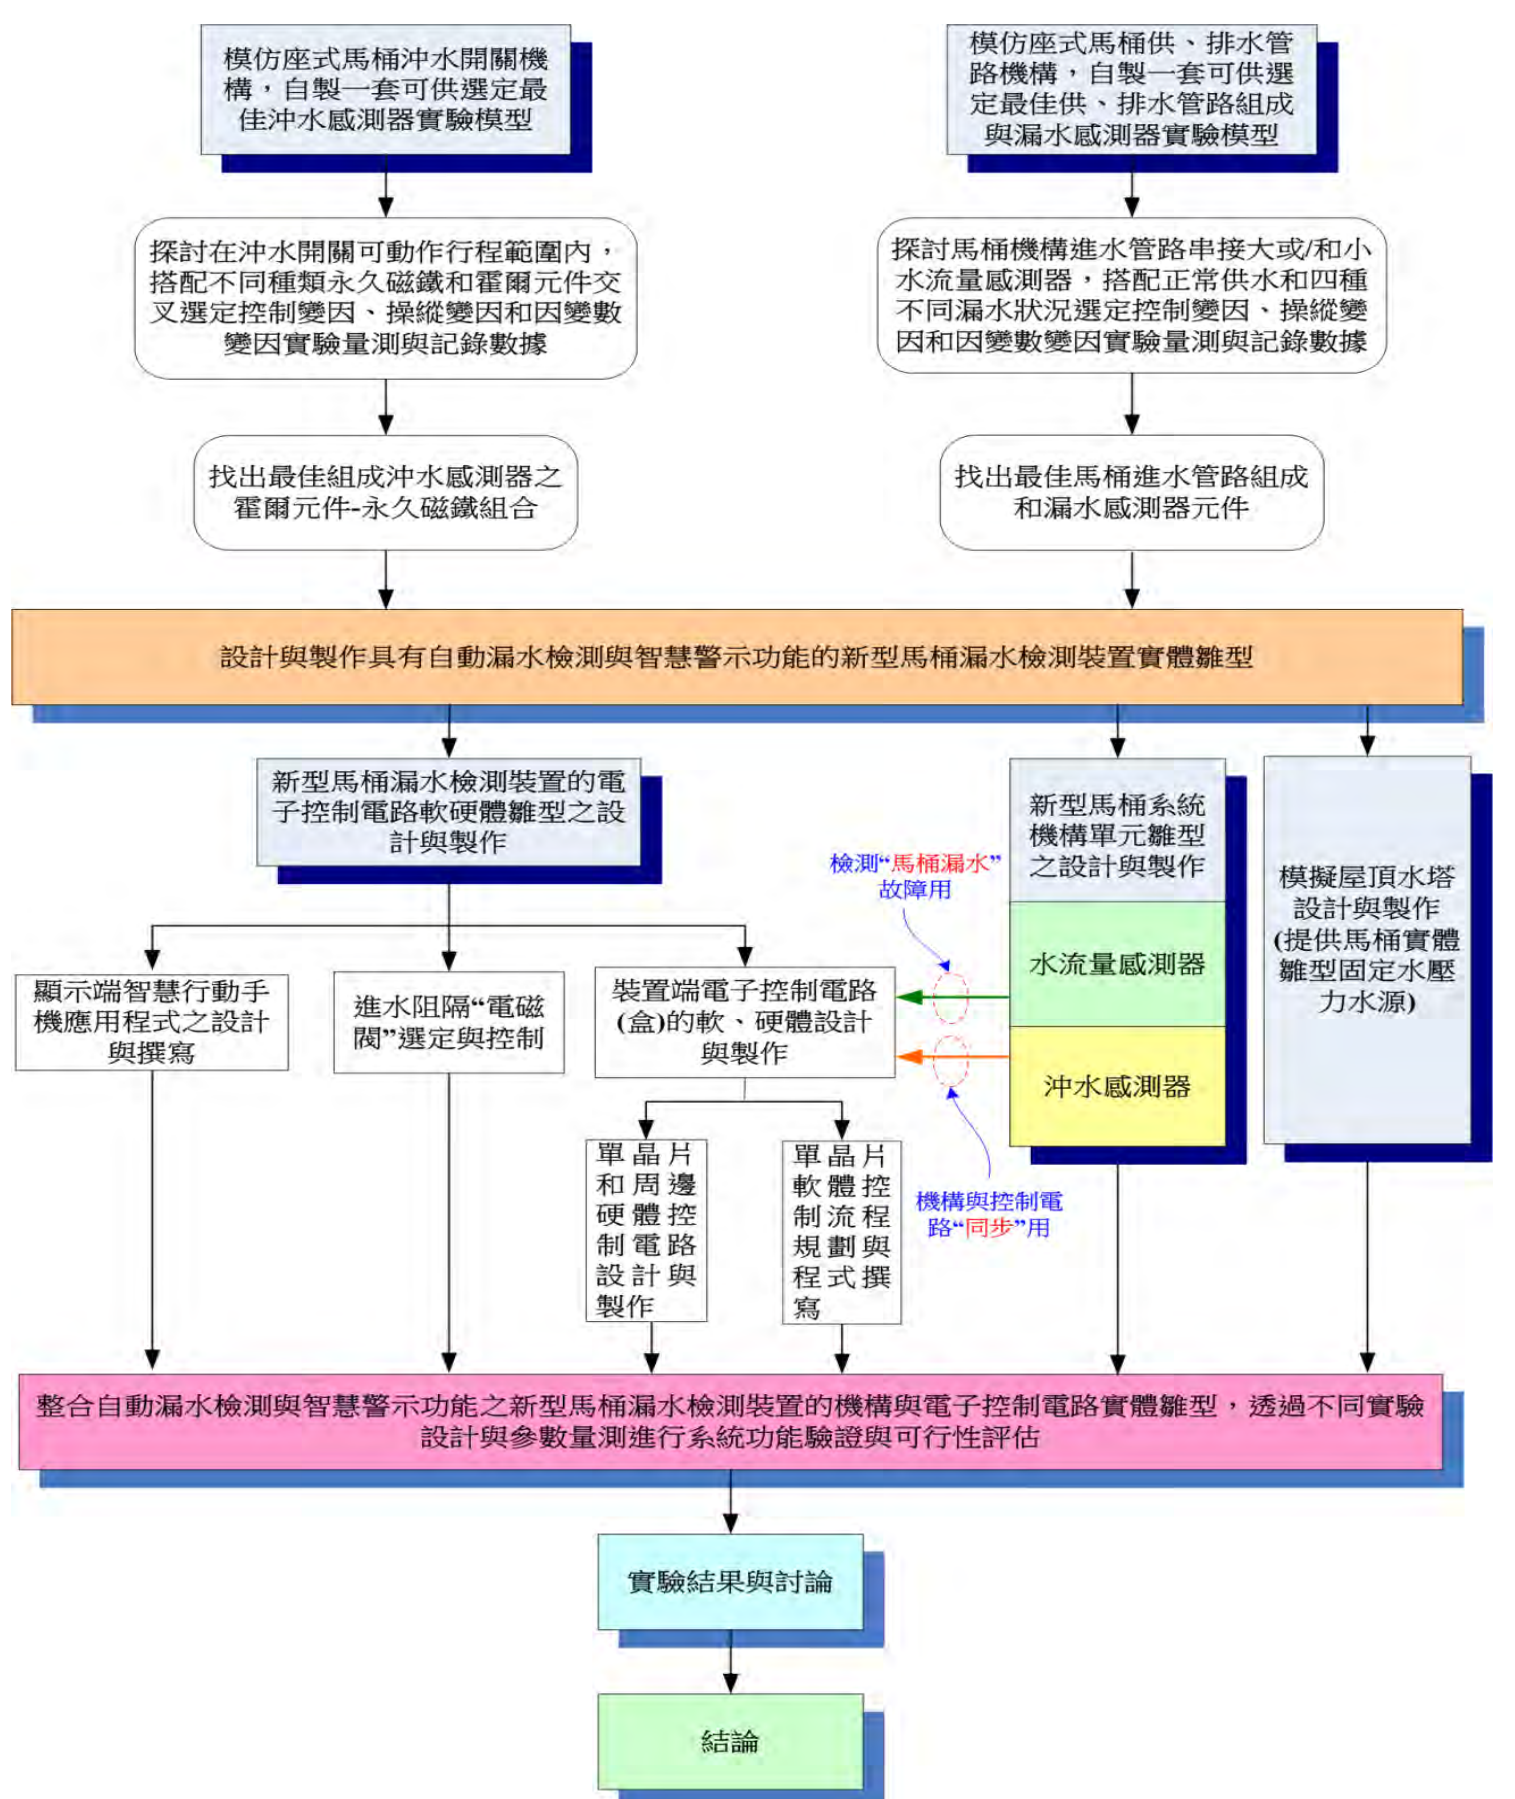 模仿座式馬桶沖水開關機
構，自製一套可供選定最
佳沖水感測器實驗模型
模仿座式馬桶供、排水管
路機構，自製一套可供選
定最佳供、排水管路組成
與漏水感測器實驗模型
探討在沖水開關可動作行程範圍內，
搭配不同種類永久磁鐵和霍爾元件交
叉選定控制變因、操縱變因和因變數
變因實驗量測與記錄數據
探討馬桶機構進水管路串接大或/和小
水流量感測器，搭配正常供水和四種
不同漏水狀況選定控制變因、操縱變
因和因變數變因實驗量測與記錄數據
找出最佳組成沖水感測器之
霍爾元件-永久磁鐵組合
找出最佳馬桶進水管路組成
和漏水感測器元件
設計與製作具有自動漏水檢測與智慧警示功能的新型馬桶漏水檢測裝置實體雛型
新型馬桶漏水檢測裝置的電
子控制電路軟硬體雛型之設
計與製作
新型馬桶系統
機構單元雛型
之設計與製作
水流量感測器
沖水感測器
模擬屋頂水塔
設計與製作
(提供馬桶實體
雛型固定水壓
力水源)
檢測“馬桶漏水”
故障用
顯示端智慧行動手
機應用程式之設計
與撰寫
進水阻隔“電磁
閥”選定與控制
裝置端電子控制電路
(盒)的軟、硬體設計
與製作
單晶片
和周邊
硬體控
制電路
設計與
製作
單晶片
軟體控
制流程
規劃與
程式撰
寫
機構與控制電
路“同步”用
整合自動漏水檢測與智慧警示功能之新型馬桶漏水檢測裝置的機構與電子控制電路實體雛型，透過不同實驗
設計與參數量測進行系統功能驗證與可行性評估
實驗結果與討論
結論